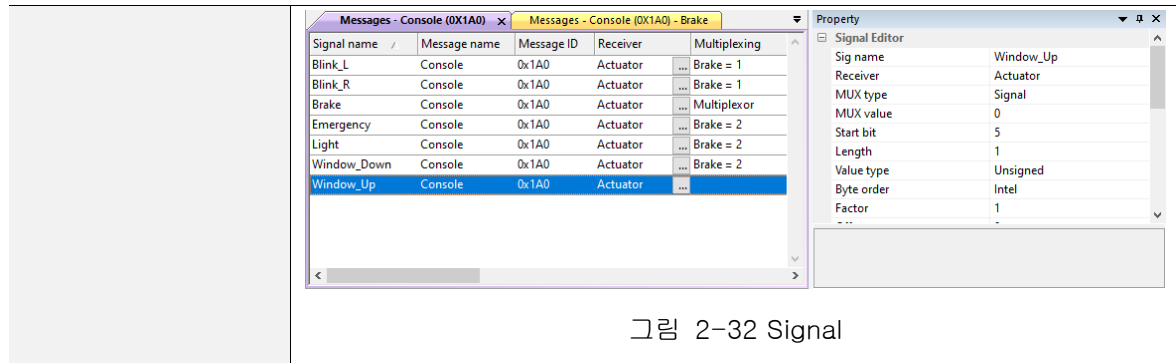 Messages - Console (0X1A0) x Messages - Console (0X1A0) - Brake
Signal name Message name Message ID Receiver Multiplexing
Blink_L Console 0x1A0 Actuator ... Brake = 1
Blink_R Console 0x1A0 Actuator ... Brake = 1
Brake Console 0x1A0 Actuator ... Multiplexor
Emergency Console 0x1A0 Actuator ... Brake = 2
Light Console 0x1A0 Actuator ... Brake = 2
Window_Down Console 0x1A0 Actuator ... Brake = 2
Window_Up Console 0x1A0 Actuator ...
Property
Signal Editor
Sig name Window_Up
Receiver Actuator
MUX type Signal
MUX value 0
Start bit 5
Length 1
Value type Unsigned
Byte order Intel
Factor 1
그림 2-32 Signal